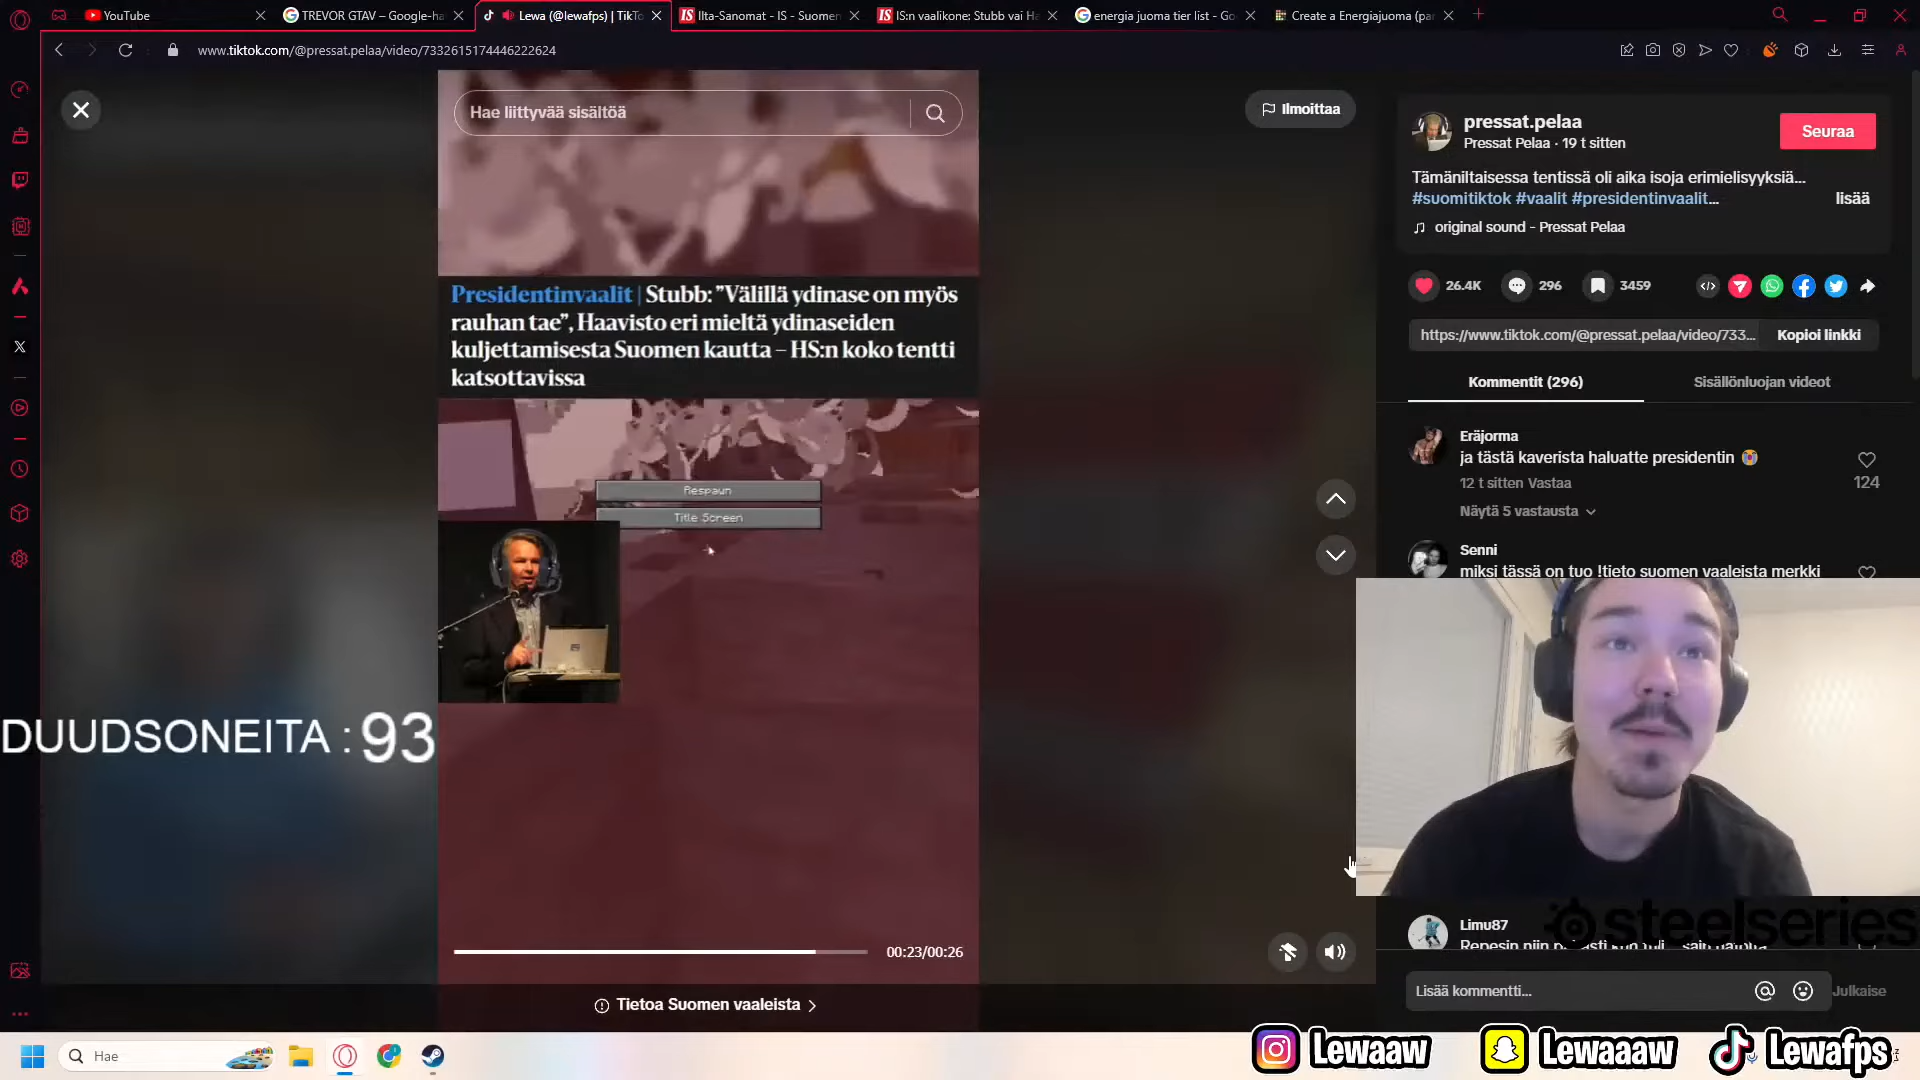 YouTube
TREVOR GTAV – Google-ha
Lewa (@lewafps) | TikTo
Ilta-Sanomat - IS - Suomen
IS:n vaalikone: Stubb vai Ha
energia juoma tier list - Go
Create a Energiajuoma (pa
www.tiktok.com/@pressat.pelaa/video/7332615174446222624
Hae liittyvää sisältöä
Ilmoittaa
Presidentinvaalit | Stubb: ”Välillä ydinase on myös
rauhan tae”, Haavisto eri mieltä ydinaseiden
kuljettamisesta Suomen kautta – HS:n koko tentti
katsottavissa
Respawn
Title Screen
DUUDSONEITA : 93
00:23/00:26
Tietoa Suomen vaaleista
pressat.pelaa
Pressat Pelaa · 19 t sitten
Seuraa
Tämäniltaisessa tentissä oli aika isoja erimielisyyksiä...
#suomitiktok #vaalit #presidentinvaalit...
lisää
original sound - Pressat Pelaa
26.4K
296
3459
https://www.tiktok.com/@pressat.pelaa/video/733...
Kopioi linkki
Kommentit (296)
Sisällönluojan videot
Eräjorma
ja tästä kaverista haluatte presidentin
12 t sitten Vastaa
124
Näytä 5 vastausta
Senni
miksi tässä on tuo !tieto suomen vaaleista merkki
Limu87
steelseries
Lisää kommentti...
Julkaise
Hae
Lewaaw
Lewaaaw
Lewafps